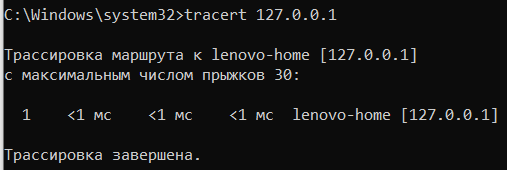 C:\Windows\system32>tracert 127.0.0.1
Трассировка маршрута к lenovo-home [127.0.0.1]
с максимальным числом прыжков 30:
1 <1 мс <1 мс <1 мс lenovo-home [127.0.0.1]
Трассировка завершена.